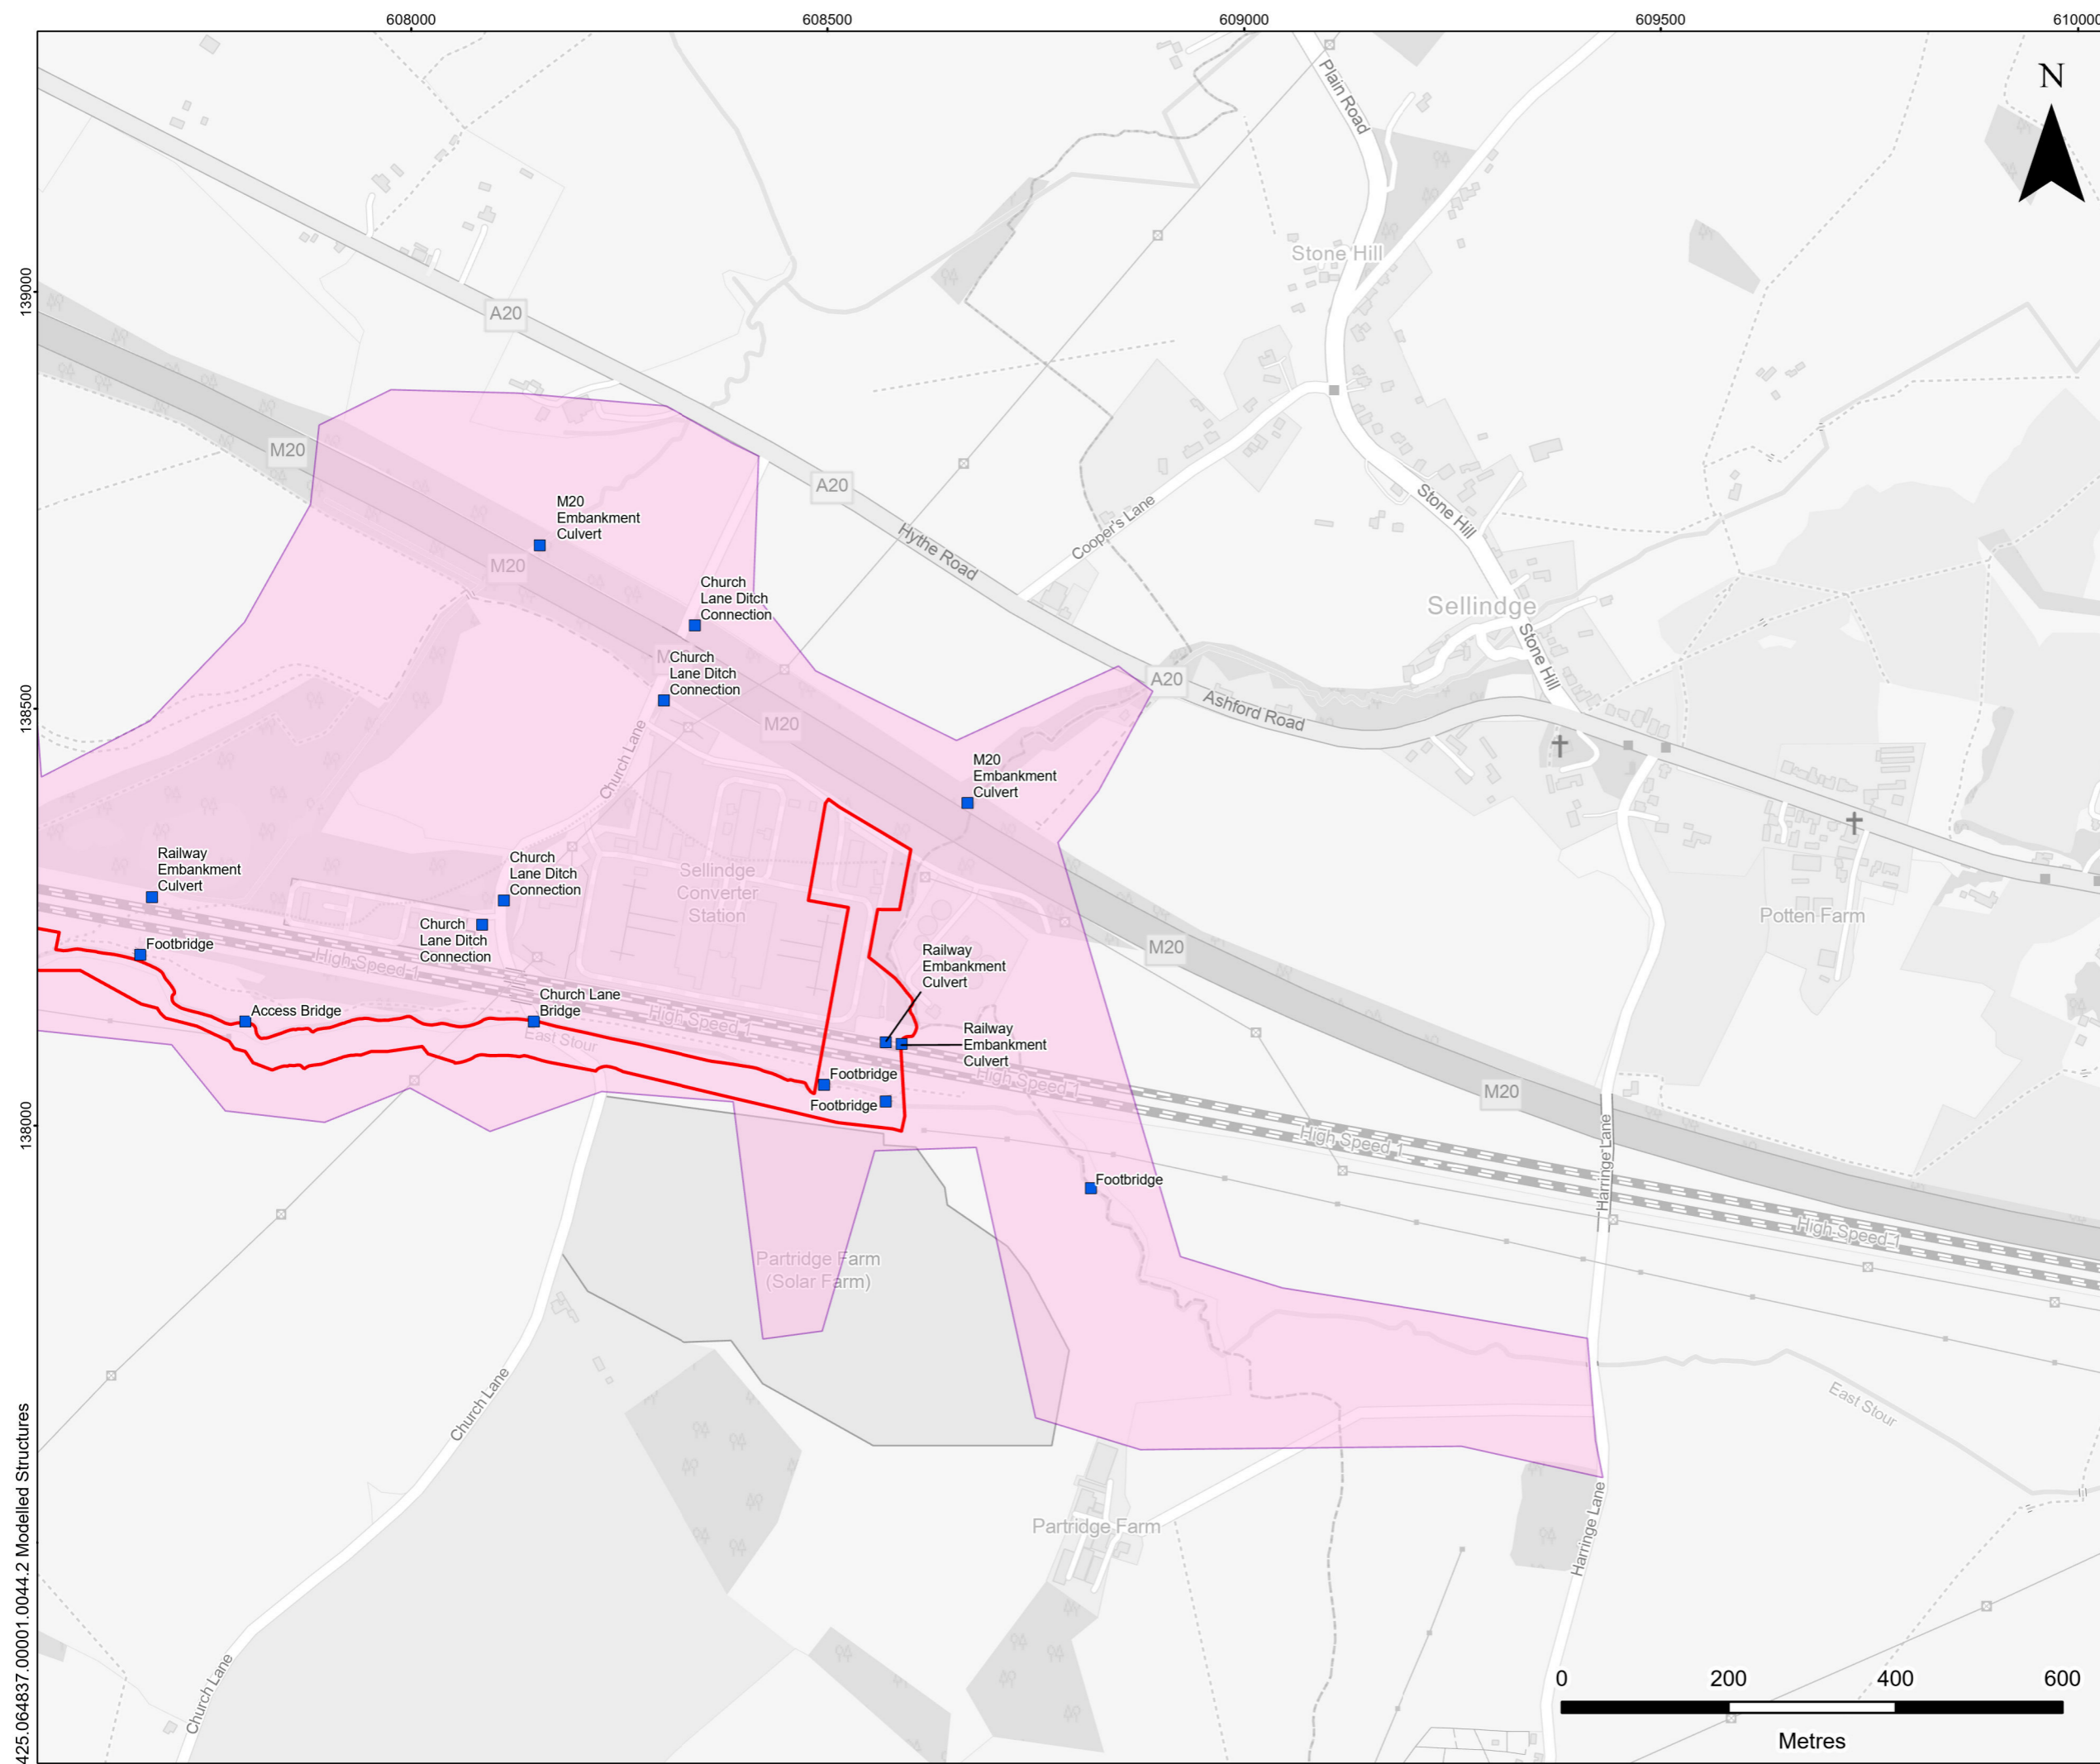 608000
608500
609000
609500
610000
N
139000
138500
138000
425.064837.00001.0044.2 Modelled Structures
Plain Road
Stone Hill
A20
M20
A20
Hythe Road
Cooper's Lane
Stone Hill
M20
Embankment
Culvert
M20
Church
Lane Ditch
Connection
Sellindge
Stone Hill
Church
Lane Ditch
Connection
A20
Ashford Road
M20
Church Lane
M20
Embankment
Culvert
Railway
Embankment
Culvert
Church
Lane Ditch
Connection
Sellindge
Converter
Station
Potten Farm
Church
Lane Ditch
Connection
Footbridge
High Speed 1
Railway
Embankment
Culvert
M20
Access Bridge
Church Lane
Bridge
High Speed 1
East Stour
Railway
Embankment
Culvert
Footbridge
High Speed 1
Footbridge
M20
High Speed 1
Harringe Lane
Footbridge
High Speed 1
Partridge Farm
(Solar Farm)
Church Lane
East Stour
Partridge Farm
Harringe Lane
Church Lane
0
200
400
600
Metres